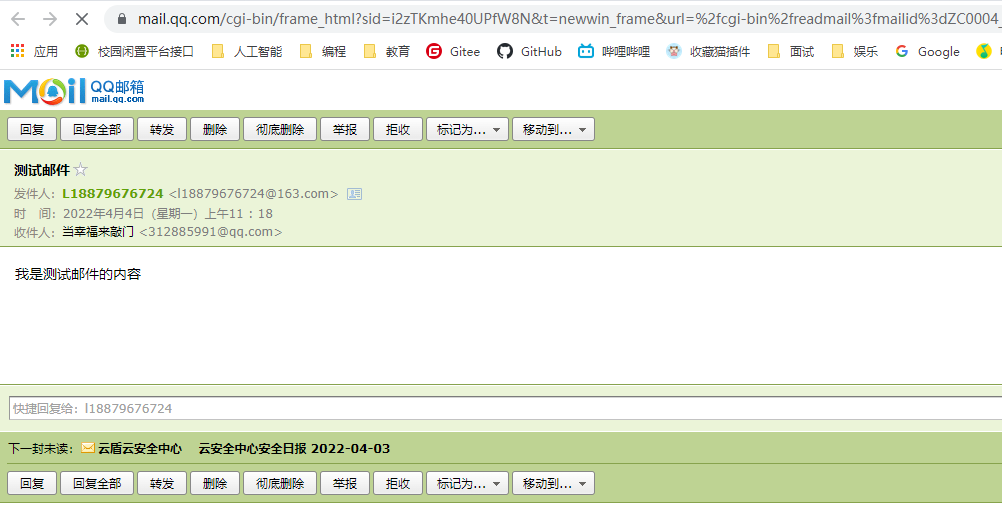 mail.qq.com/cgi-bin/frame_html?sid=i2zTKmhe40UPfW8N&t=newwin_frame&url=%2fcgi-bin%2freadmail%3fmailid%3dZC0004_
应用 校园闲置平台接口 人工智能 编程 教育 Gitee GitHub 哔哩哔哩 收藏猫插件 面试 娱乐 Google
Mail QQ邮箱
mail.qq.com
回复 回复全部 转发 删除 彻底删除 举报 拒收 标记为... 移动到...
测试邮件
发件人：L18879676724 <l18879676724@163.com>
时 间：2022年4月4日（星期一）上午11：18
收件人：当幸福来敲门 <312885991@qq.com>
我是测试邮件的内容
快捷回复给：l18879676724
下一封未读：云盾云安全中心 云安全中心安全日报 2022-04-03
回复 回复全部 转发 删除 彻底删除 举报 拒收 标记为... 移动到...